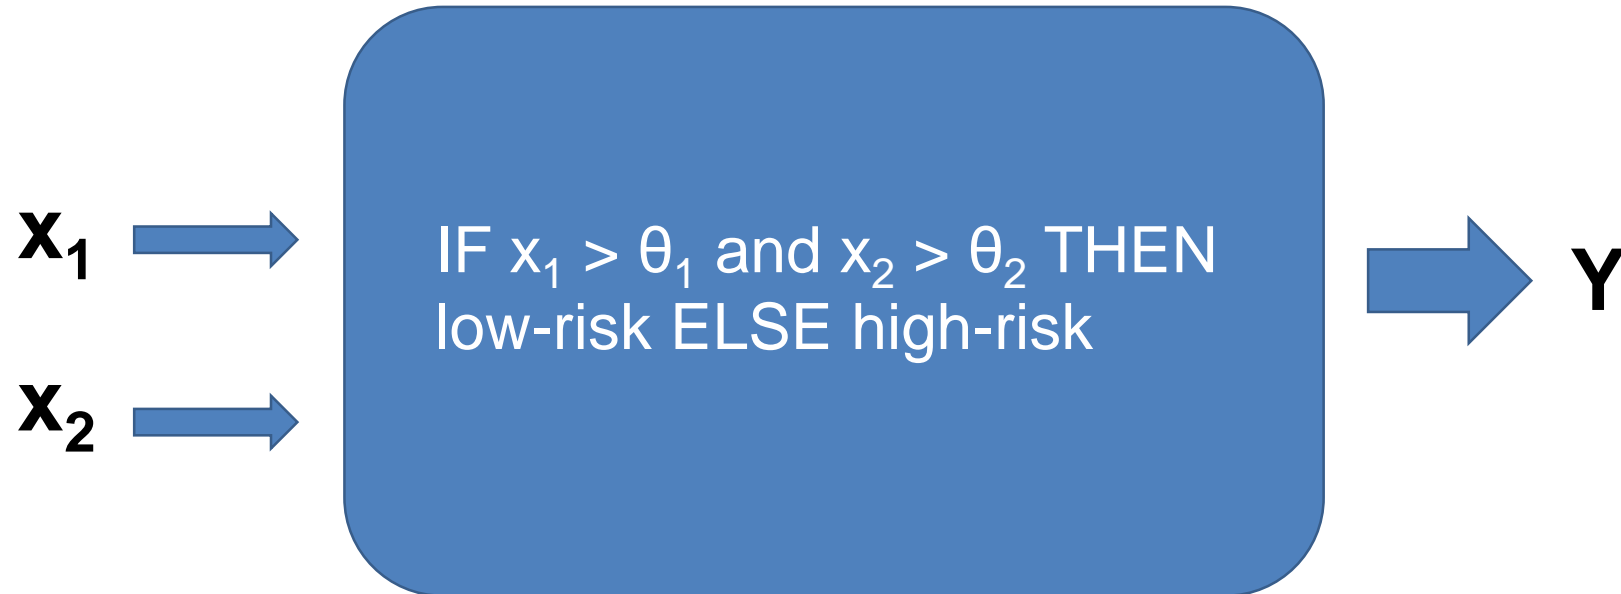 x₁
IF x₁ > θ₁ and x₂ > θ₂ THEN
low-risk ELSE high-risk
Y
x₂